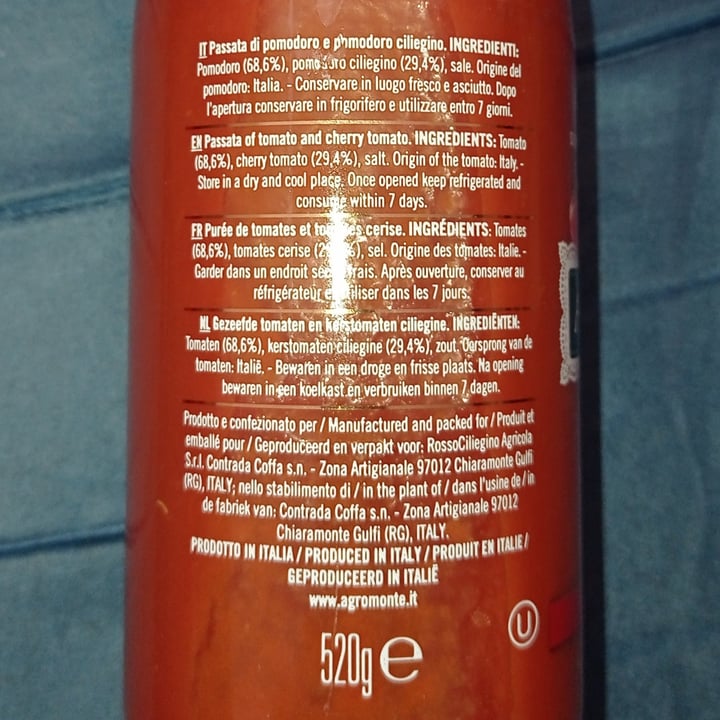 IT Passata di pomodoro e pomodoro ciliegino. INGREDIENTI:
Pomodoro (68,6%), pomodoro ciliegino (29,4%), sale. Origine del
pomodoro: Italia. - Conservare in luogo fresco e asciutto. Dopo
l'apertura conservare in frigorifero e utilizzare entro 7 giorni.
EN Passata of tomato and cherry tomato. INGREDIENTS: Tomato
(68,6%), cherry tomato (29,4%), salt. Origin of the tomato: Italy. -
Store in a dry and cool place. Once opened keep refrigerated and
consume within 7 days.
FR Purée de tomates et tomates cerise. INGRÉDIENTS: Tomates
(68,6%), tomates cerise (29,4%), sel. Origine des tomates: Italie. -
Garder dans un endroit sec frais. Après ouverture, conserver au
réfrigérateur et utiliser dans les 7 jours.
NL Gezeefde tomaten en kerstomaten ciliegine. INGREDIËNTEN:
Tomaten (68,6%), kerstomaten ciliegine (29,4%), zout. Oorsprong van de
tomaten: Italië. - Bewaren in een droge en frisse plaats. Na opening
bewaren in een koelkast en verbruiken binnen 7 dagen.
Prodotto e confezionato per / Manufactured and packed for / Produit et
emballé pour / Geproduceerd en verpakt voor: RossoCiliegino Agricola
S.r.l. Contrada Coffa s.n. - Zona Artigianale 97012 Chiaramonte Gulfi
(RG), ITALY; nello stabilimento di / in the plant of / dans l'usine de / in
de fabriek van: Contrada Coffa s.n. - Zona Artigianale 97012
Chiaramonte Gulfi (RG), ITALY.
PRODOTTO IN ITALIA / PRODUCED IN ITALY / PRODUIT EN ITALIE /
GEPRODUCEERD IN ITALIË
www.agromonte.it
U
520g e